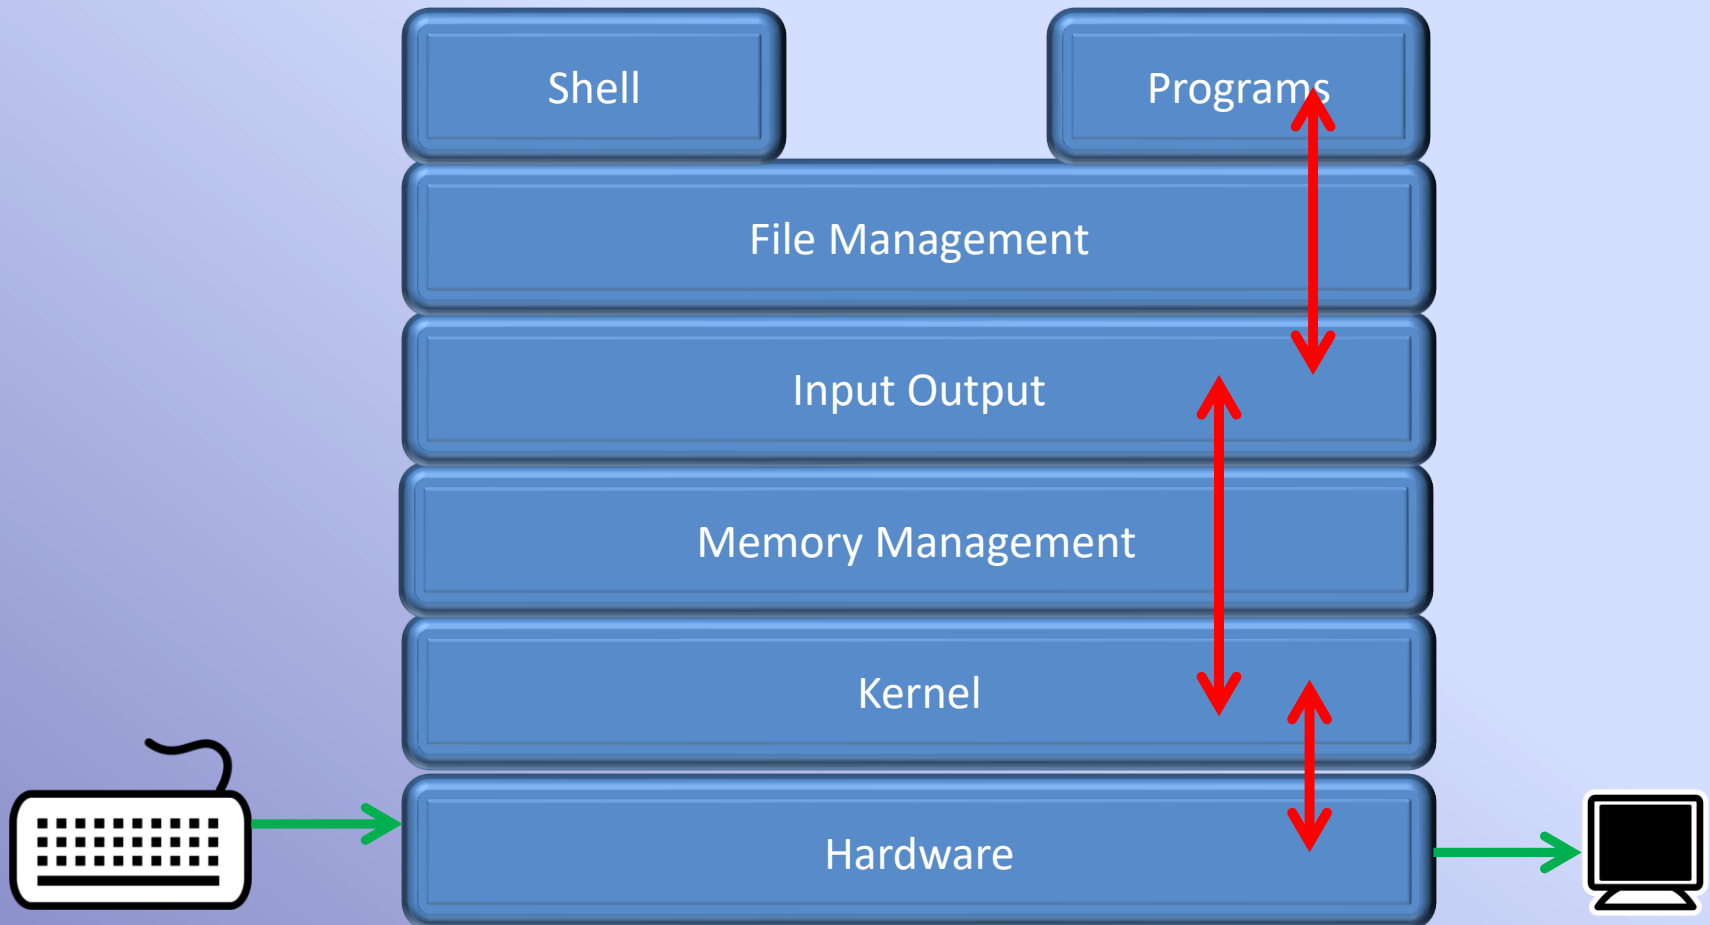 Shell
Programs
File Management
Input Output
Memory Management
Kernel
Hardware